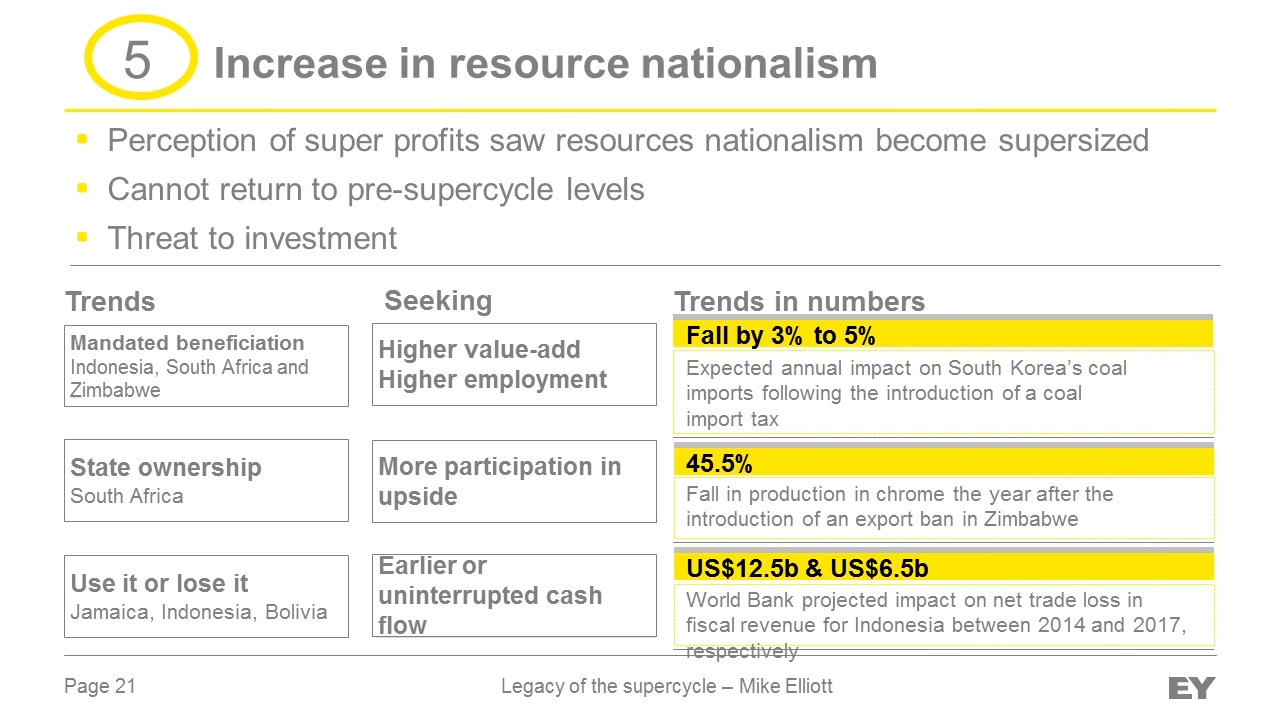 5
Increase in resource nationalism
Perception of super profits saw resources nationalism become supersized
Cannot return to pre-supercycle levels
Threat to investment
Trends
Mandated beneficiation
Indonesia, South Africa and
Zimbabwe
State ownership
South Africa
Use it or lose it
Jamaica, Indonesia, Bolivia
Seeking
Higher value-add
Higher employment
More participation in
upside
Earlier or
uninterrupted cash
flow
Trends in numbers
Fall by 3% to 5%
Expected annual impact on South Korea's coal
imports following the introduction of a coal
import tax
45.5%
Fall in production in chrome the year after the
introduction of an export ban in Zimbabwe
US$12.5b & US$6.5b
World Bank projected impact on net trade loss in
fiscal revenue for Indonesia between 2014 and 2017,
respectively
Page 21
Legacy of the supercycle – Mike Elliott
EY